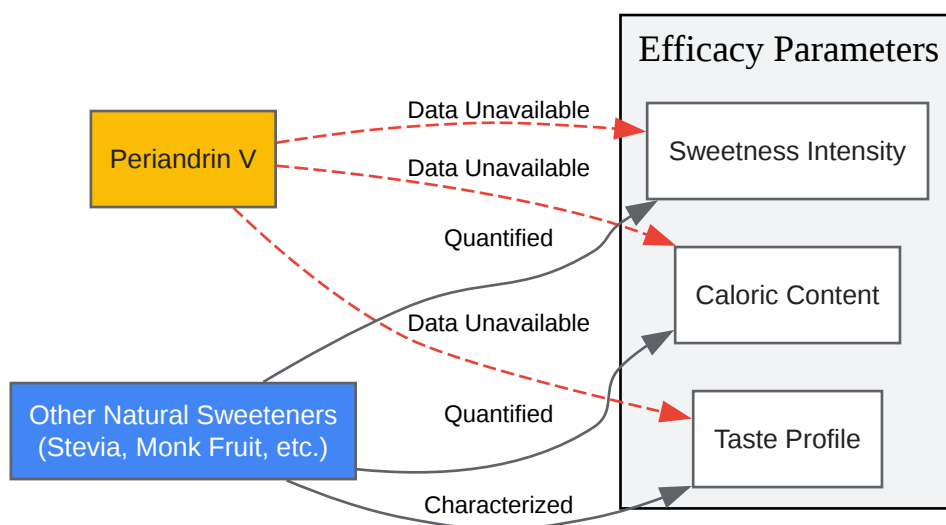 Efficacy Parameters
Data Unavailable
Periandrin V
Sweetness Intensity
Data Unavailable
Quantified
Caloric Content
Data Unavailable
Other Natural Sweeteners
(Stevia, Monk Fruit, etc.)
Quantified
Taste Profile
Characterized